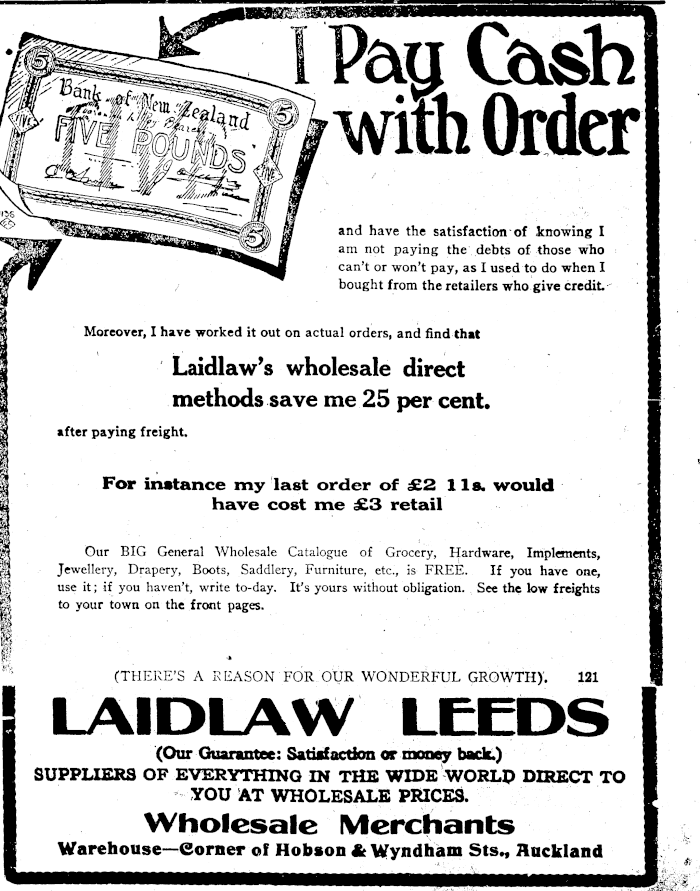 I Pay Cash
with Order
5
Bank of New Zealand
5
FIVE
FIVE POUNDS
5
and have the satisfaction of knowing I
am not paying the debts of those who
can't or won't pay, as I used to do when I
bought from the retailers who give credit.
Moreover, I have worked it out on actual orders, and find that
Laidlaw's wholesale direct
methods save me 25 per cent.
after paying freight.
For instance my last order of £2 11s. would
have cost me £3 retail
Our BIG General Wholesale Catalogue of Grocery, Hardware, Implements,
Jewellery, Drapery, Boots, Saddlery, Furniture, etc., is FREE. If you have one,
use it; if you haven't, write to-day. It's yours without obligation. See the low freights
to your town on the front pages.
(THERE'S A REASON FOR OUR WONDERFUL GROWTH). 121
LAIDLAW LEEDS
(Our Guarantee: Satisfaction or money back.)
SUPPLIERS OF EVERYTHING IN THE WIDE WORLD DIRECT TO
YOU AT WHOLESALE PRICES.
Wholesale Merchants
Warehouse—Corner of Hobson & Wyndham Sts., Auckland